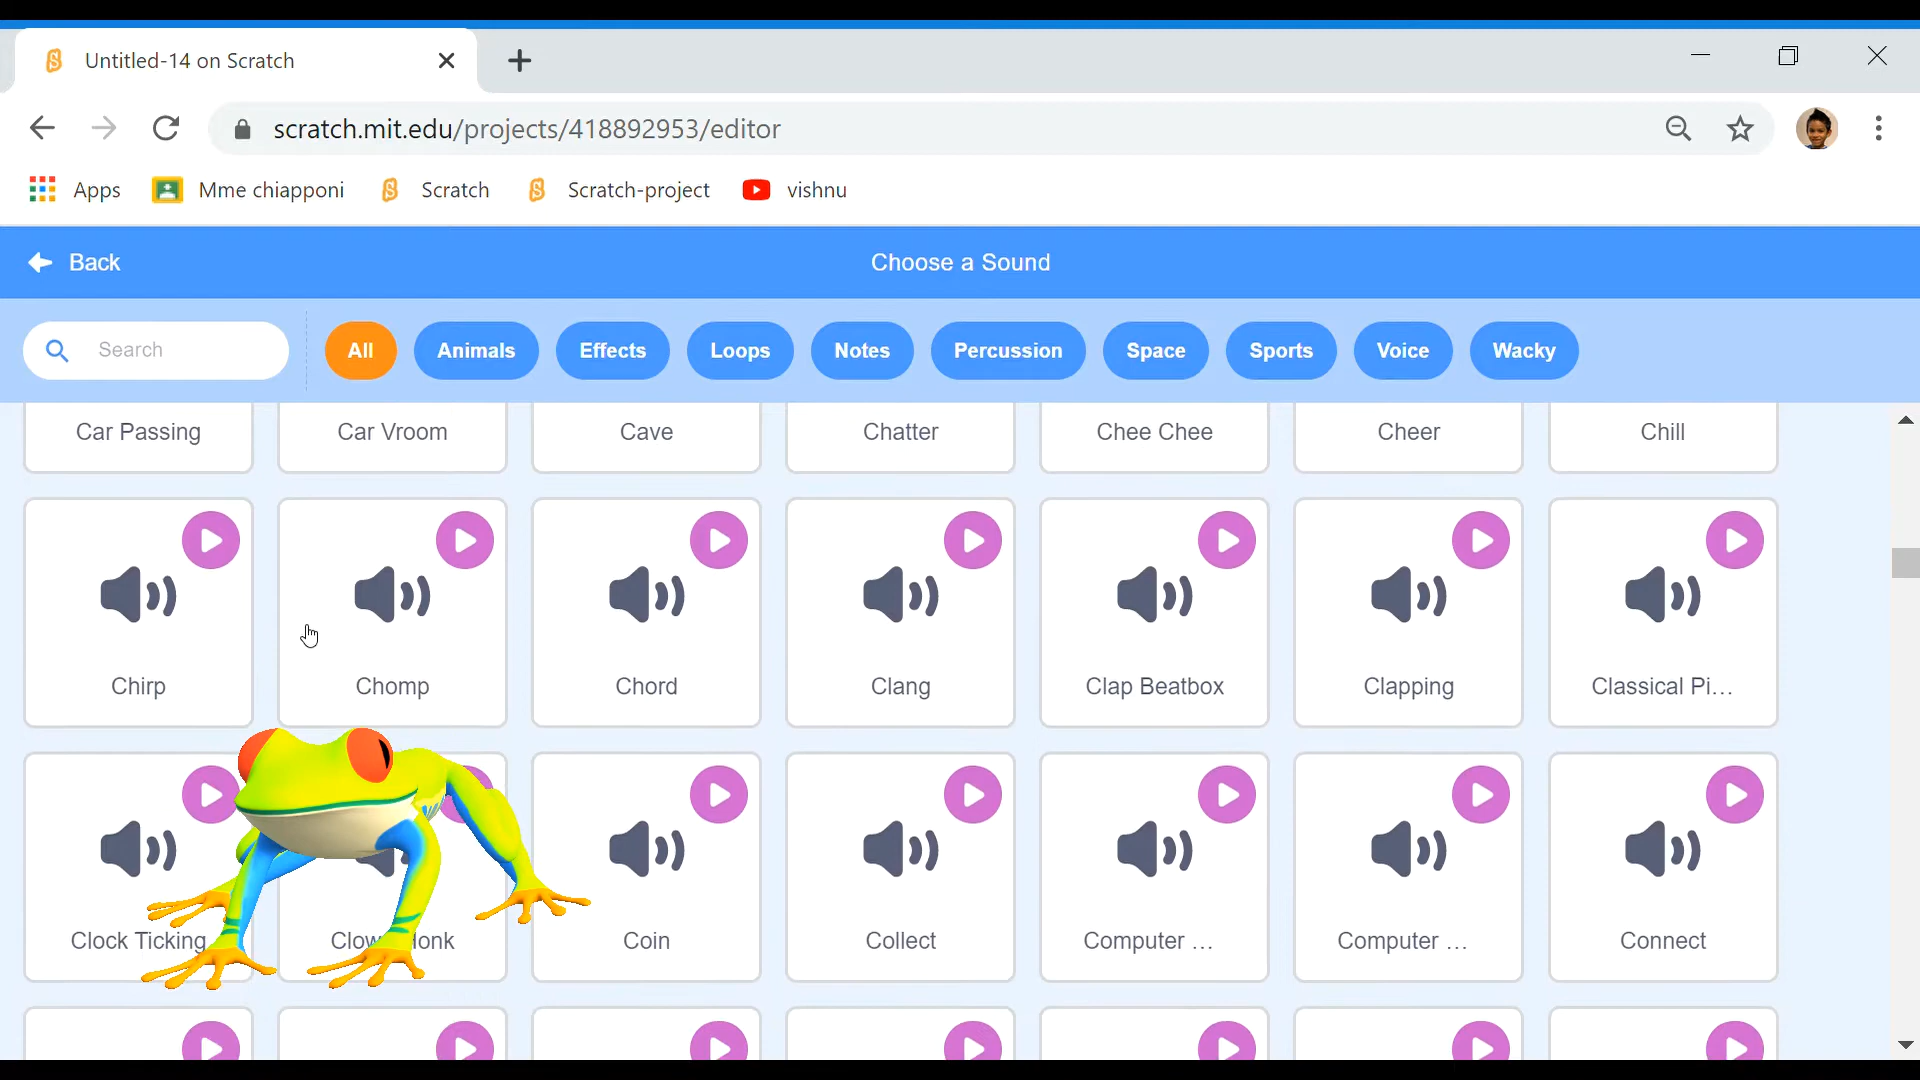 Untitled-14 on Scratch
scratch.mit.edu/projects/418892953/editor
Apps Mme chiapponi Scratch Scratch-project vishnu
Back Choose a Sound
Search All Animals Effects Loops Notes Percussion Space Sports Voice Wacky
Car Passing Car Vroom Cave Chatter Chee Chee Cheer Chill
Chirp Chomp Chord Clang Clap Beatbox Clapping Classical Pi...
Clock Ticking Clow onk Coin Collect Computer ... Computer ... Connect